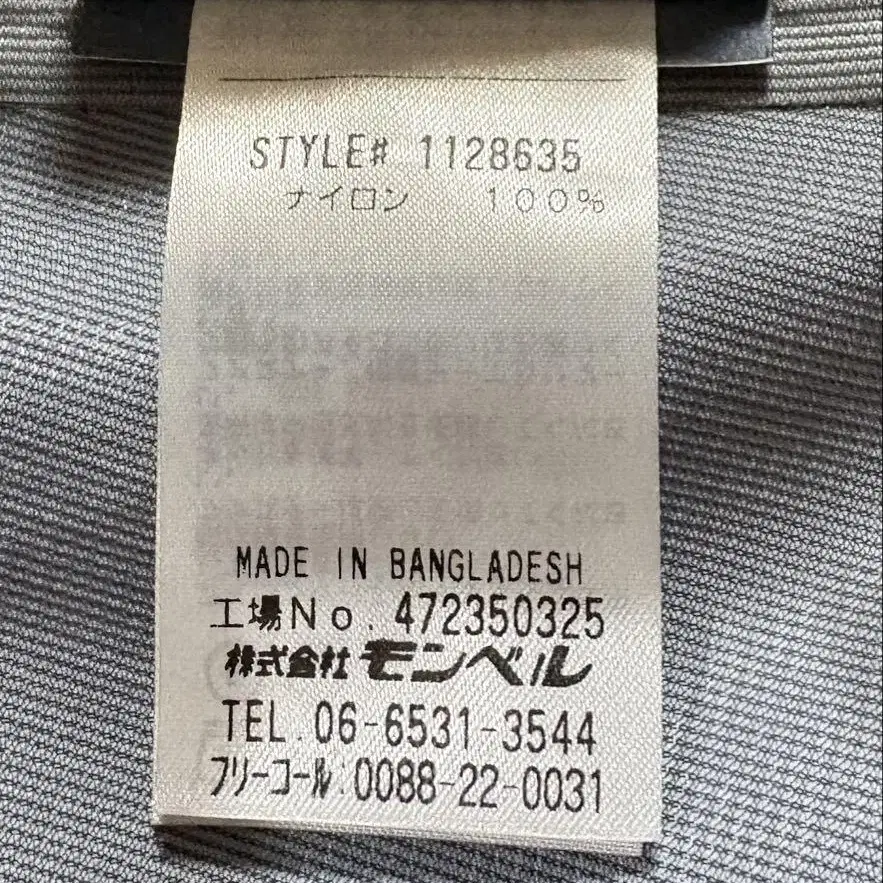 STYLE# 1128635
ナイロン 100%
MADE IN BANGLADESH
工場No. 472350325
株式会社 モンベル
TEL. 06-6531-3544
フリーコール:0088-22-0031